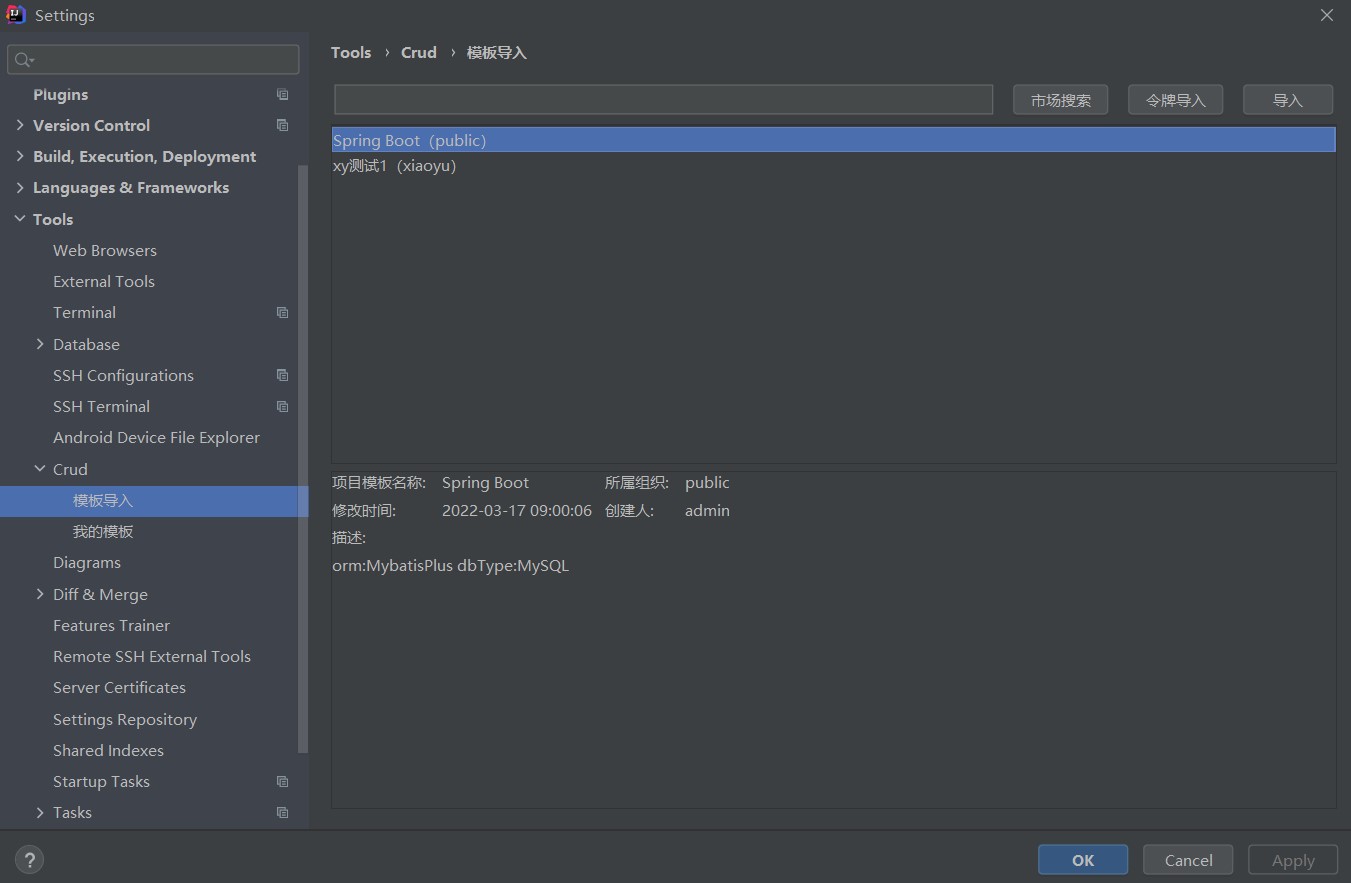 Settings
Plugins
Version Control
Build, Execution, Deployment
Languages & Frameworks
Tools
Web Browsers
External Tools
Terminal
Database
SSH Configurations
SSH Terminal
Android Device File Explorer
Crud
模板导入
我的模板
Diagrams
Diff & Merge
Features Trainer
Remote SSH External Tools
Server Certificates
Settings Repository
Shared Indexes
Startup Tasks
Tasks
Tools › Crud › 模板导入
市场搜索 令牌导入 导入
Spring Boot（public）
xy测试1（xiaoyu）
项目模板名称: Spring Boot 所属组织: public
修改时间: 2022-03-17 09:00:06 创建人: admin
描述:
orm:MybatisPlus dbType:MySQL
? OK Cancel Apply